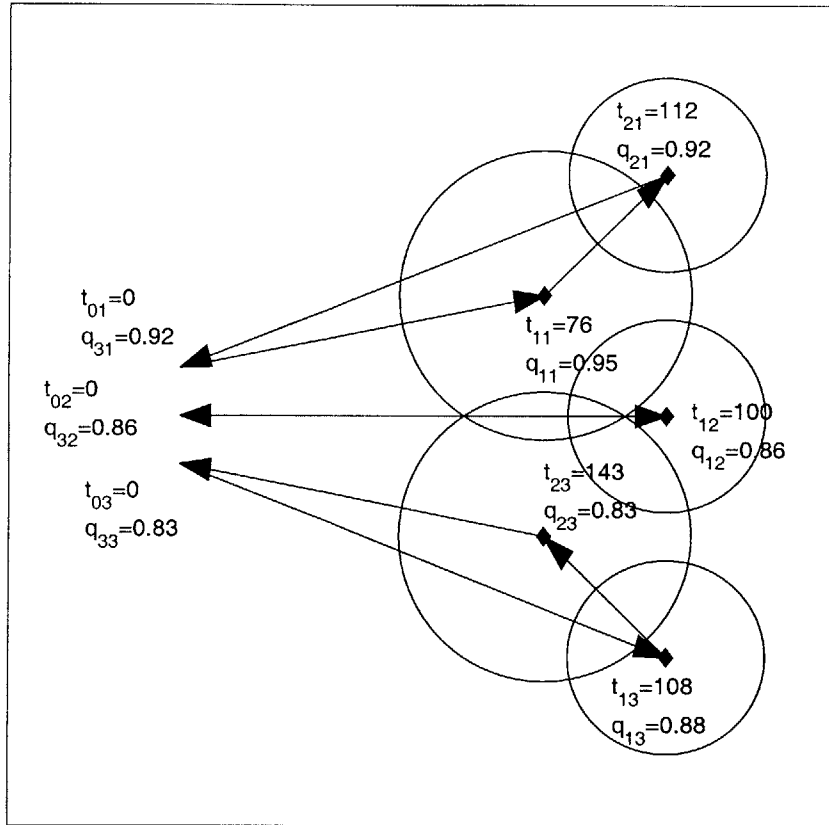 t21=112
q21=0.92
t01=0
q31=0.92
t11=76
q11=0.95
t02=0
q32=0.86
t12=100
q12=0.86
t23=143
q23=0.83
t03=0
q33=0.83
t13=108
q13=0.88